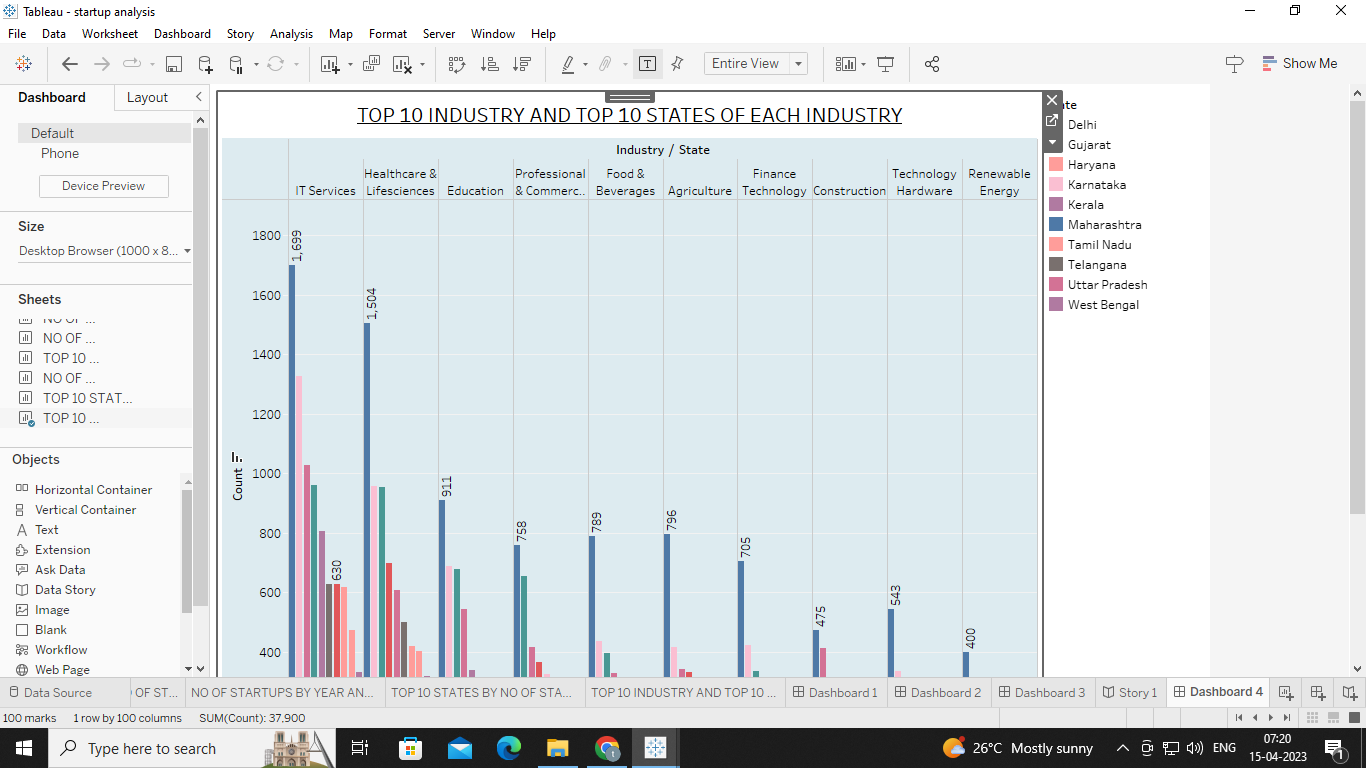 Tableau - startup analysis
File Data Worksheet Dashboard Story Analysis Map Format Server Window Help
Entire View
Show Me
Dashboard Layout
Default
Phone
Device Preview
Size
Desktop Browser (1000 x 8...
Sheets
NO OF ...
NO OF ...
TOP 10 ...
NO OF ...
TOP 10 STAT...
TOP 10 ...
Objects
Horizontal Container
Vertical Container
Text
Extension
Ask Data
Data Story
Image
Blank
Workflow
Web Page
TOP 10 INDUSTRY AND TOP 10 STATES OF EACH INDUSTRY
Industry / State
IT Services
Healthcare &
Lifesciences
Education
Professional
& Commerc..
Food &
Beverages
Agriculture
Finance
Technology
Construction
Technology
Hardware
Renewable
Energy
Count
1800
1600
1400
1200
1000
800
600
400
1,699
630
1,504
911
758
789
796
705
475
543
400
Delhi
Gujarat
Haryana
Karnataka
Kerala
Maharashtra
Tamil Nadu
Telangana
Uttar Pradesh
West Bengal
Data Source
OF ST...
NO OF STARTUPS BY YEAR AN...
TOP 10 STATES BY NO OF STA...
TOP 10 INDUSTRY AND TOP 10 ...
Dashboard 1
Dashboard 2
Dashboard 3
Story 1
Dashboard 4
100 marks 1 row by 100 columns SUM(Count): 37,900
Type here to search
26°C Mostly sunny
ENG
07:20
15-04-2023
1